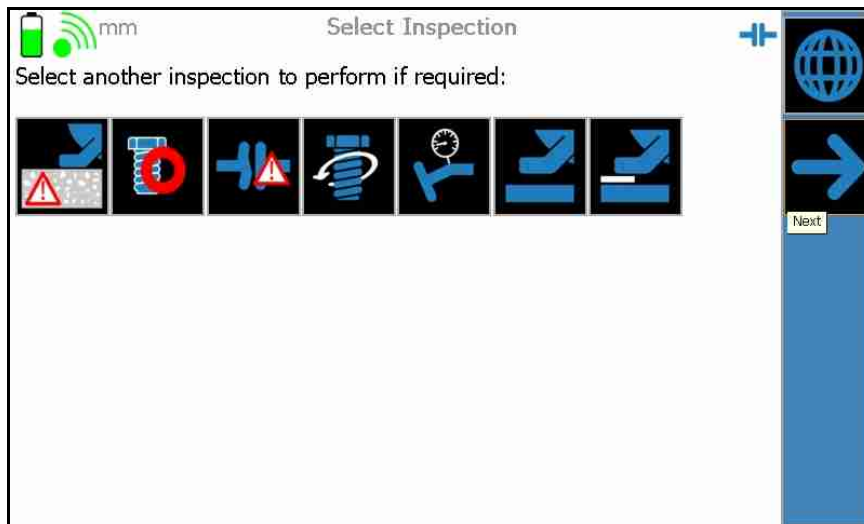 mm
Select Inspection
Select another inspection to perform if required:
Next